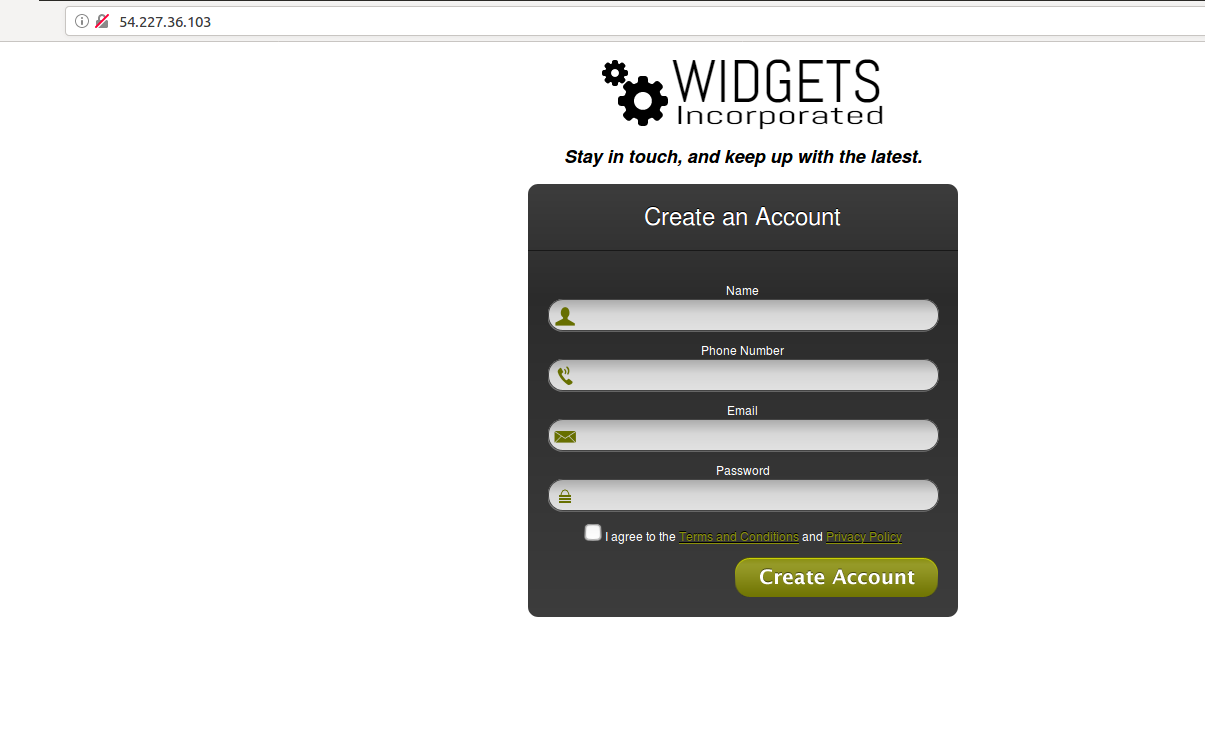 54.227.36.103
WIDGETS
Incorporated
Stay in touch, and keep up with the latest.
Create an Account
Name
Phone Number
Email
Password
I agree to the Terms and Conditions and Privacy Policy
Create Account